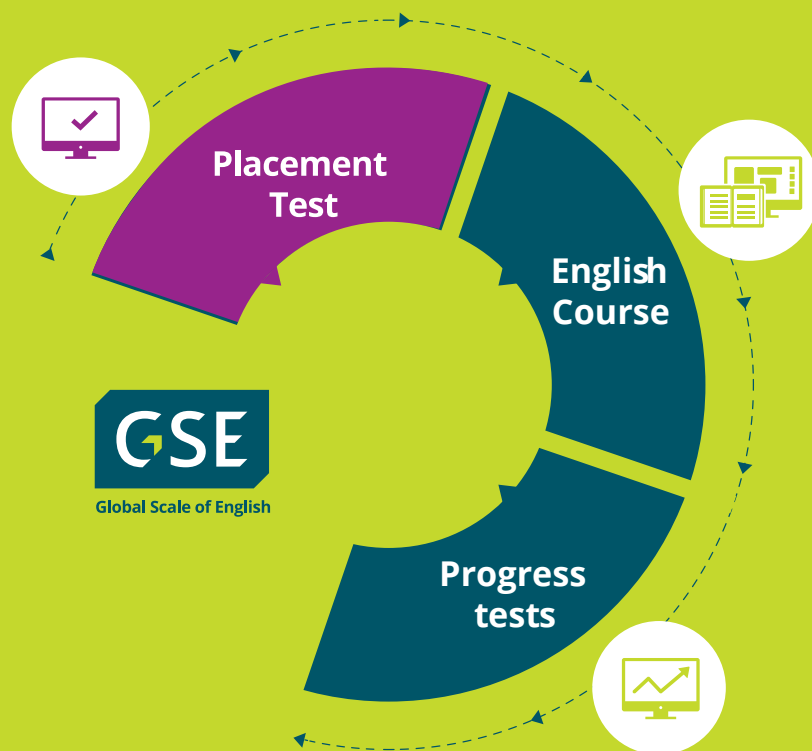 Placement
Test
English
Course
GSE
Global Scale of English
Progress
tests